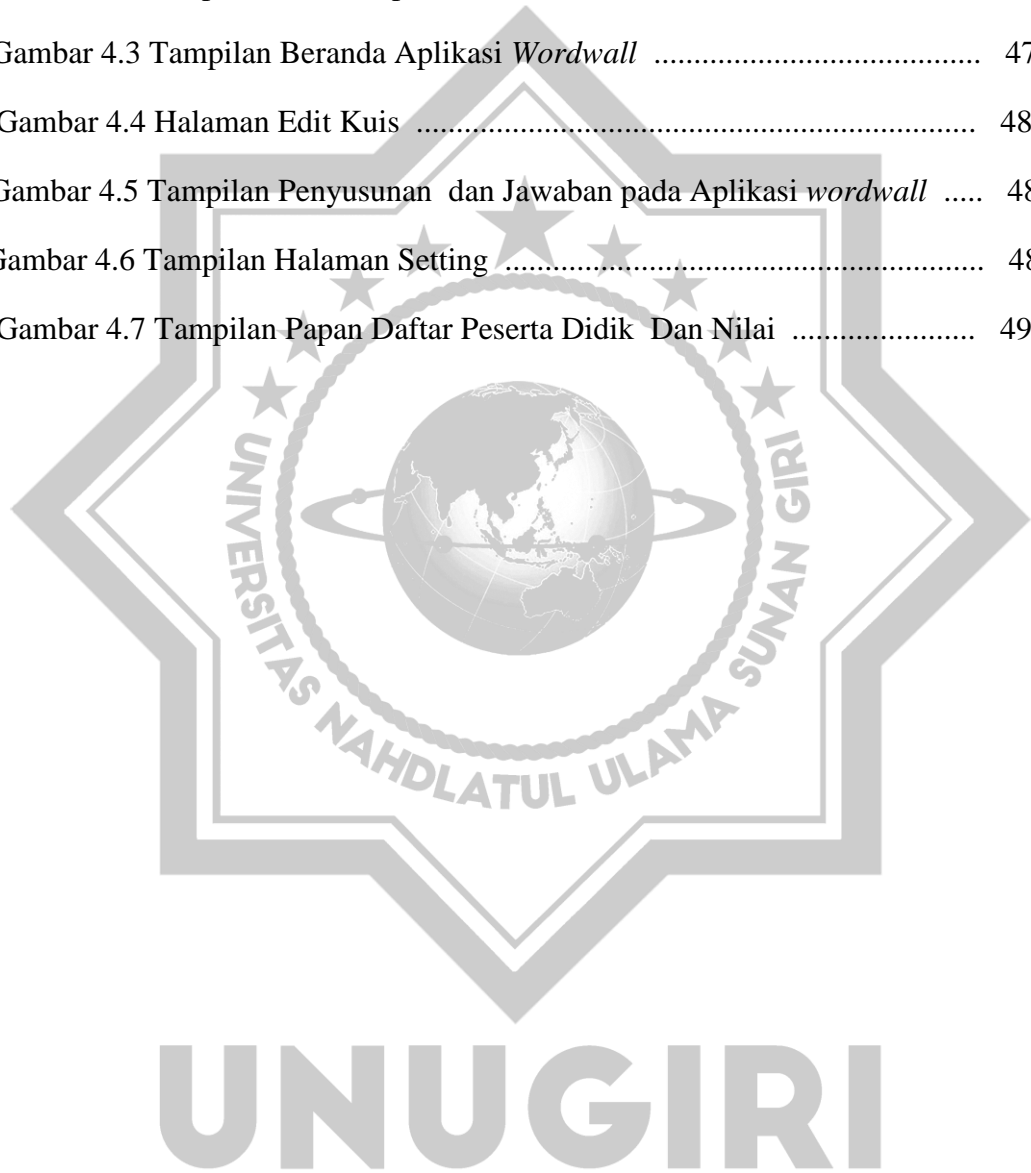 Gambar 4.3 Tampilan Beranda Aplikasi Wordwall ......................................... 47
Gambar 4.4 Halaman Edit Kuis ...................................................................... 48
Gambar 4.5 Tampilan Penyusunan dan Jawaban pada Aplikasi wordwall ..... 48
Gambar 4.6 Tampilan Halaman Setting ............................................................ 48
Gambar 4.7 Tampilan Papan Daftar Peserta Didik Dan Nilai ....................... 49
UNIVERSITAS NAHDLATUL ULAMA SUNAN GIRI
UNUGIRI